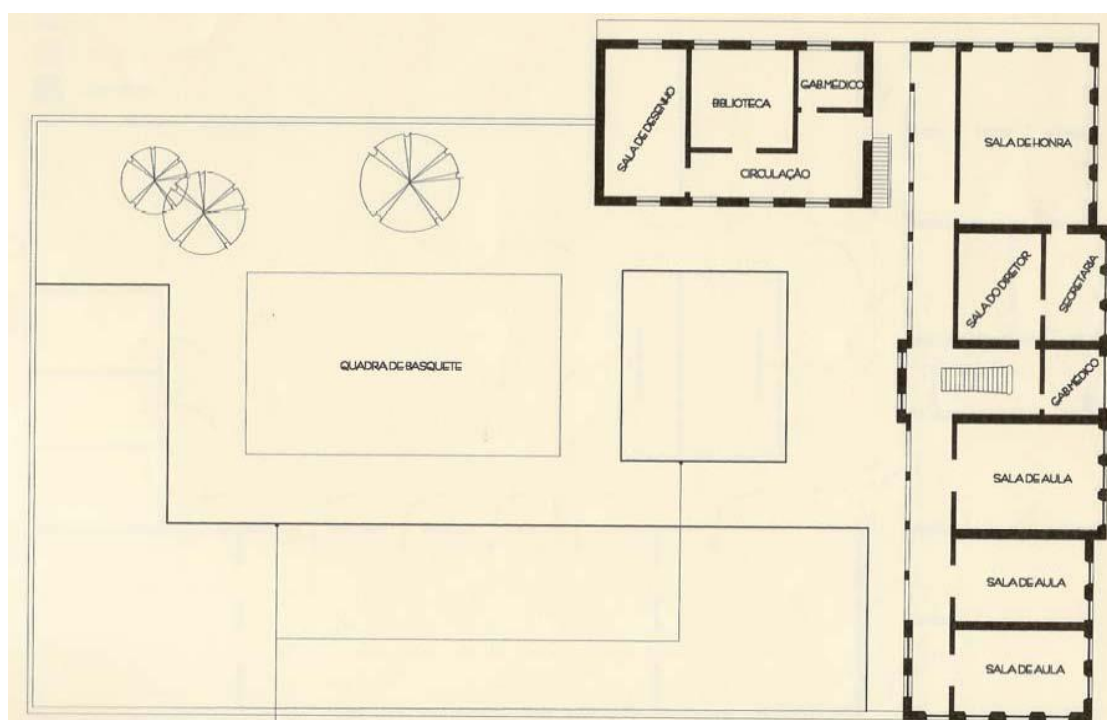 GAB.MEDICO
BIBLIOTECA
SALA DE DESENHO
SALA DE HONRA
CIRCULAÇÃO
SALA DO DIRETOR
SECRETARIA
QUADRA DE BASQUETE
GAB.MEDICO
SALA DE AULA
SALA DE AULA
SALA DE AULA